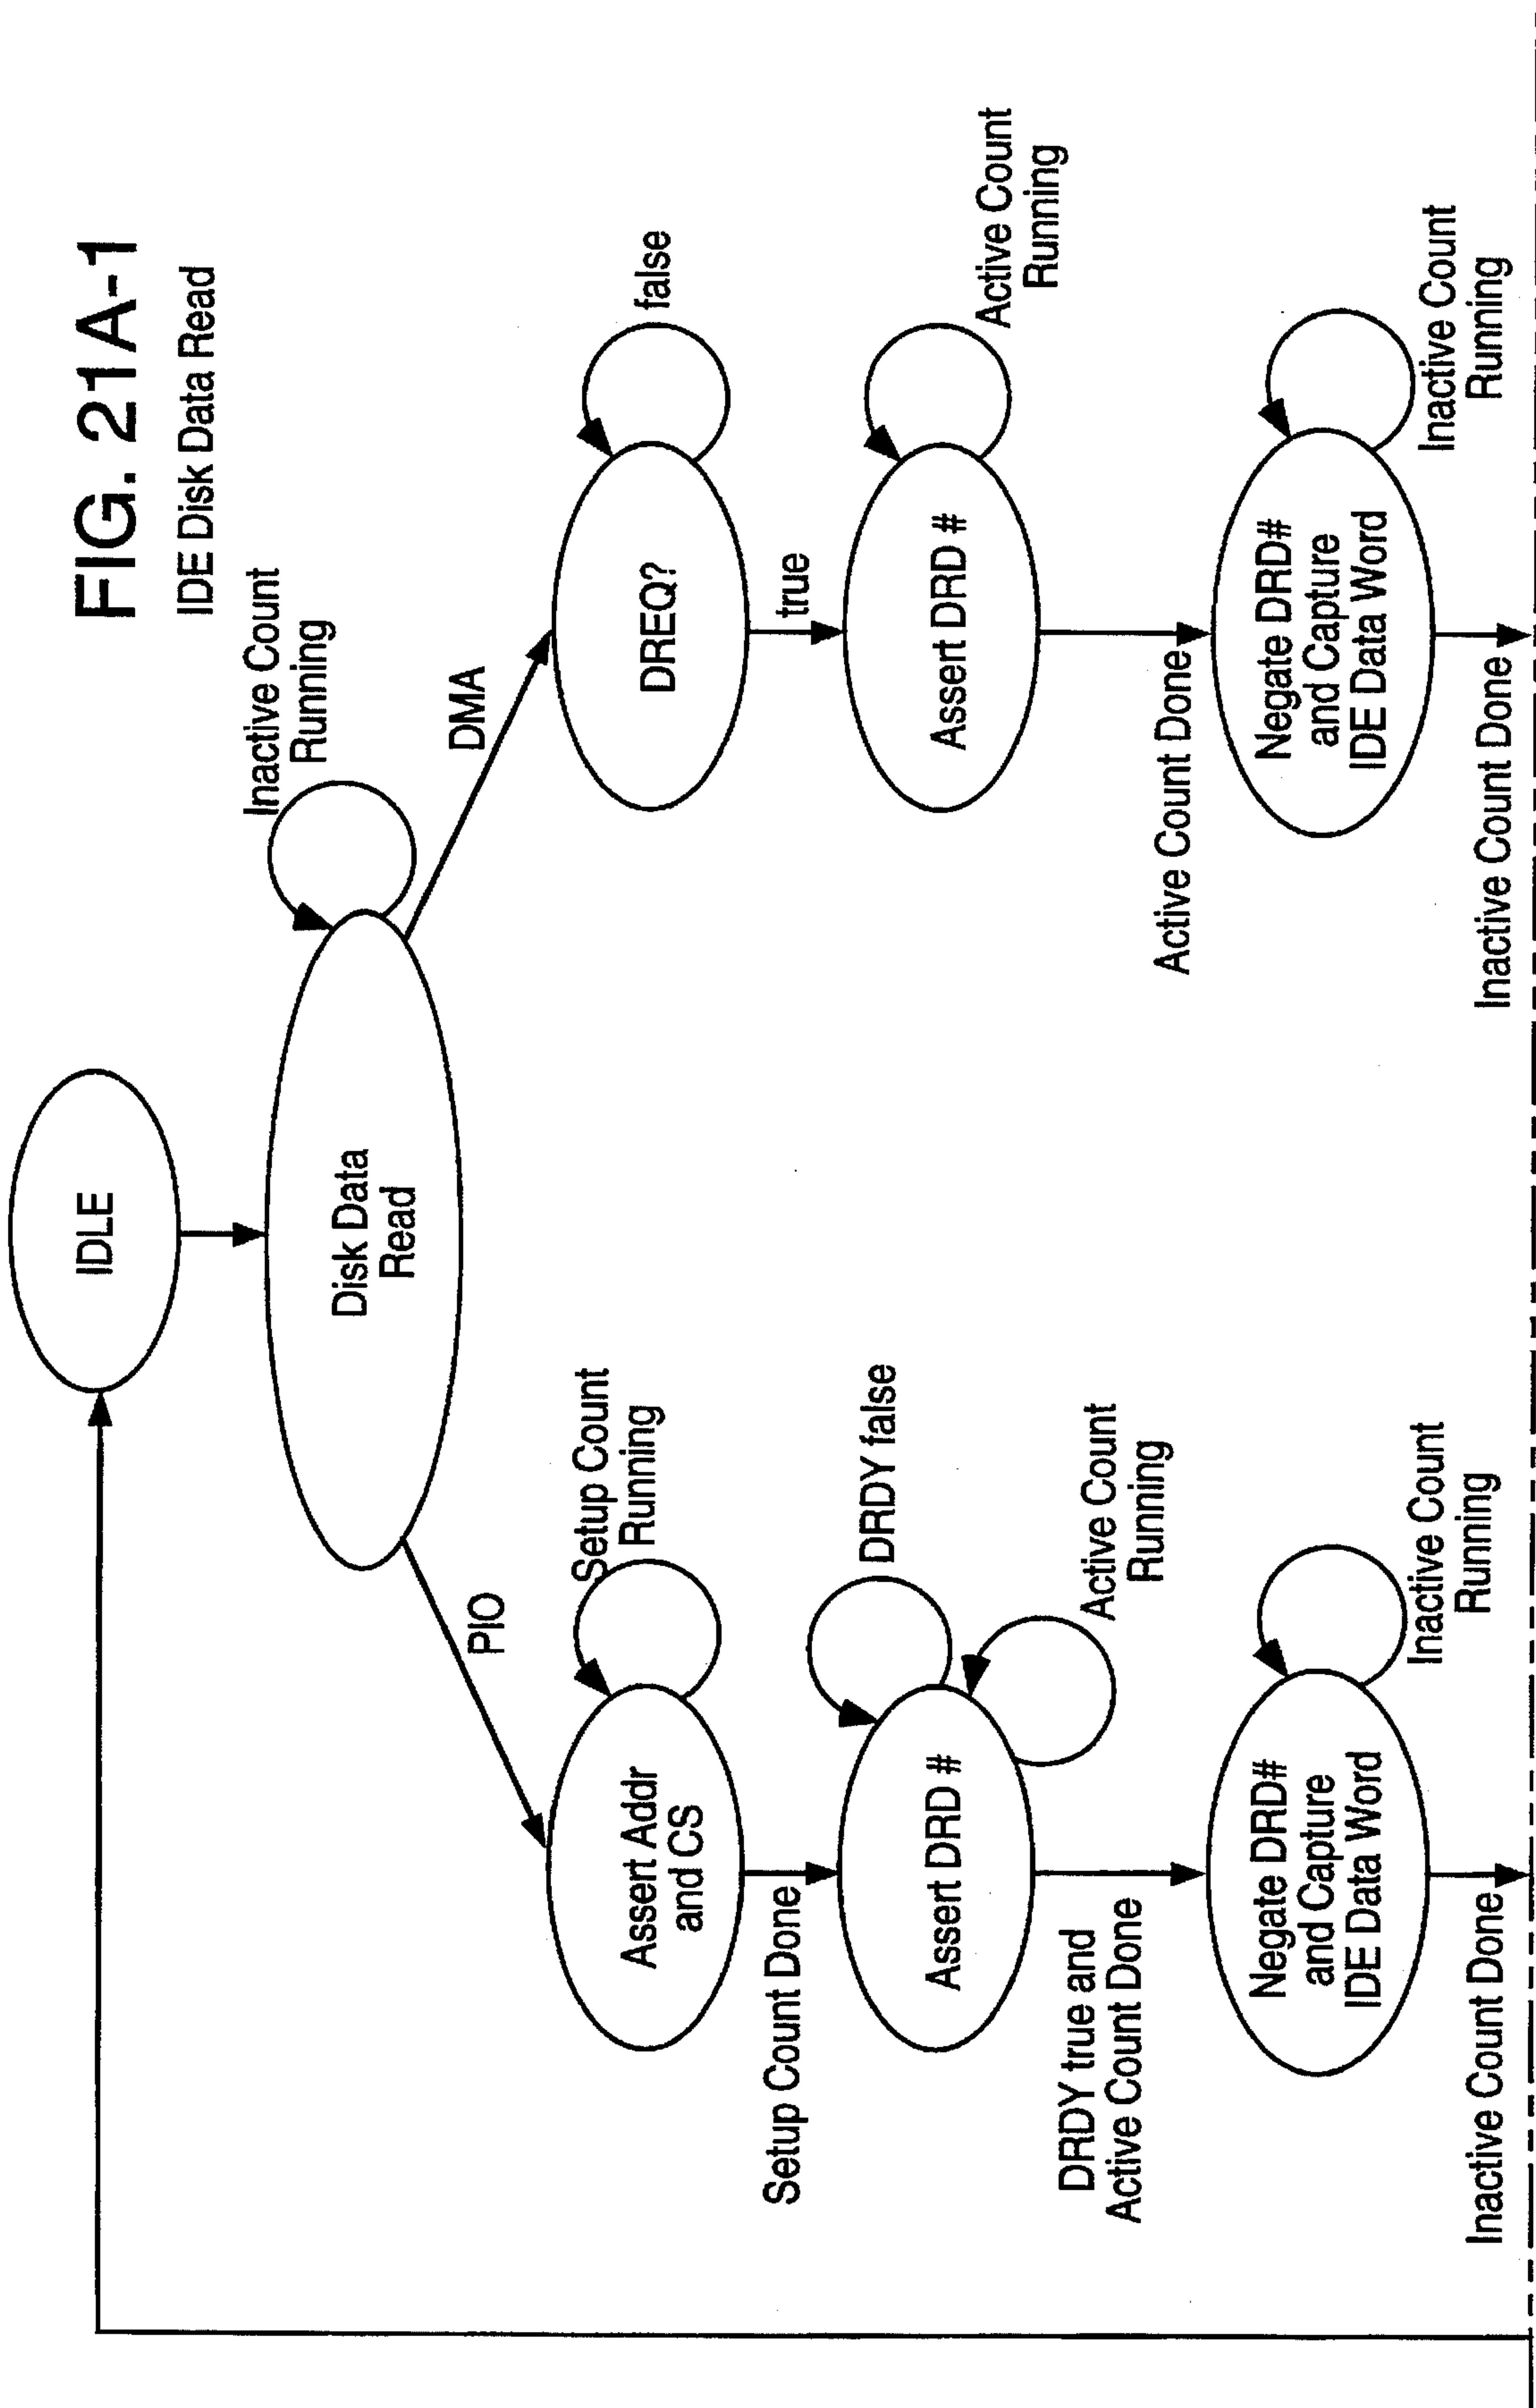 FIG. 21A-1
IDE Disk Data Read
IDLE
Disk Data
Read
Inactive Count
Running
PIO
DMA
Assert Addr
and CS
Setup Count
Running
DREQ?
false
Setup Count Done
true
Assert DRD #
DRDY false
Active Count
Running
Assert DRD #
Active Count
Running
DRDY true and
Active Count Done
Active Count Done
Negate DRD#
and Capture
IDE Data Word
Inactive Count
Running
Negate DRD#
and Capture
IDE Data Word
Inactive Count
Running
Inactive Count Done
Inactive Count Done